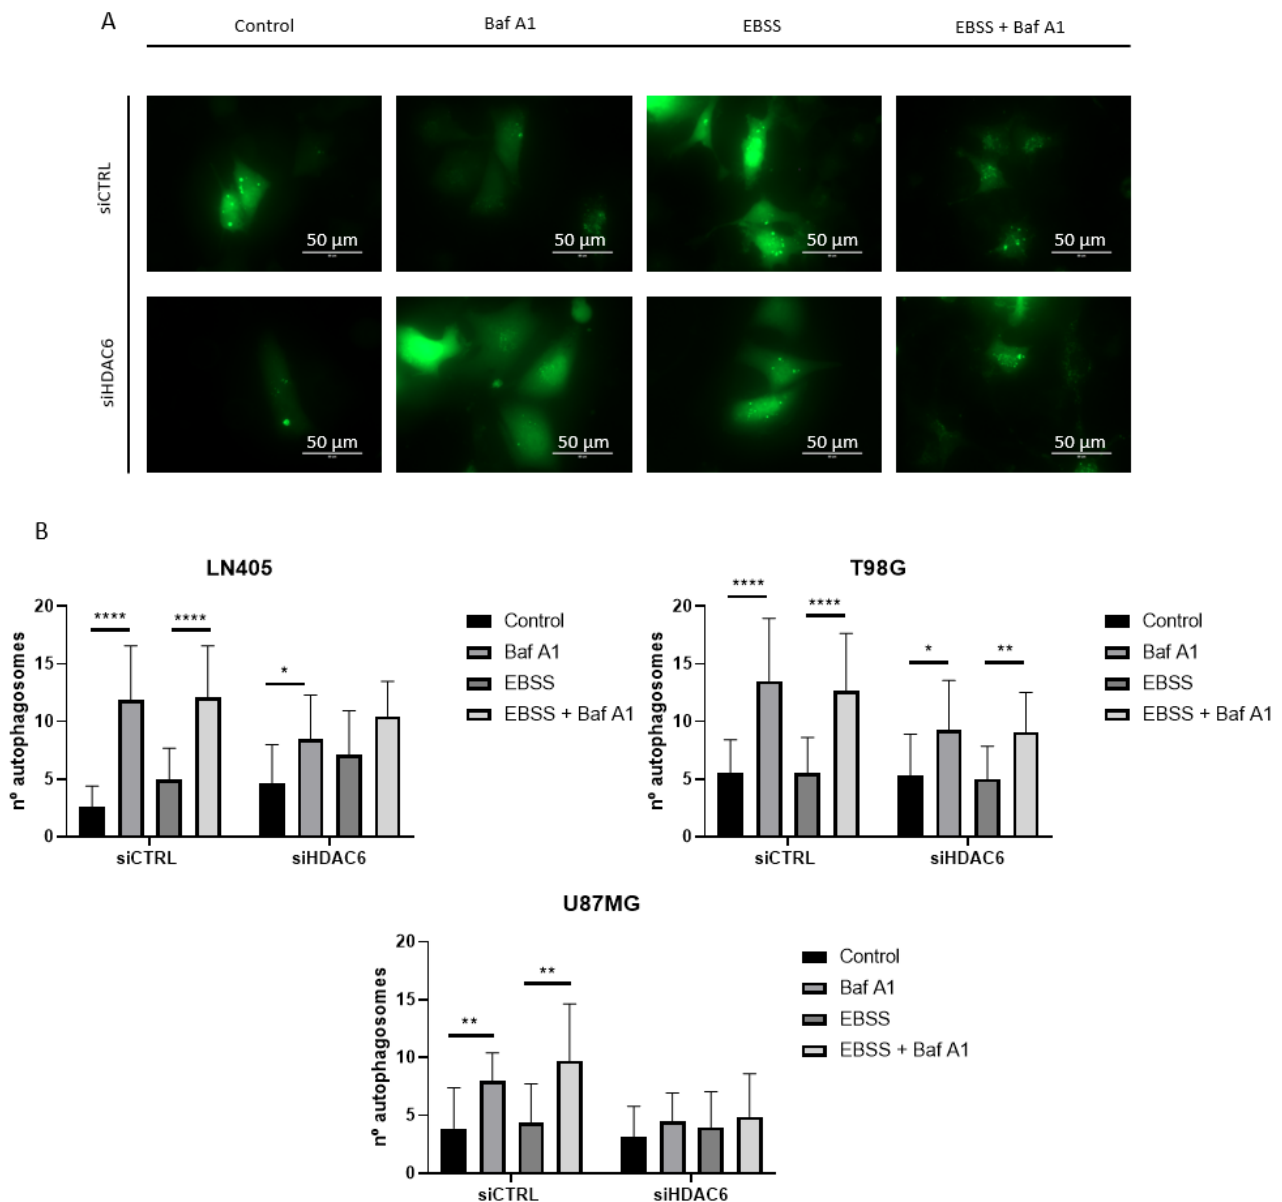 A
Control
Baf A1
EBSS
EBSS + Baf A1
siCTRL
50 µm
50 µm
50 µm
50 µm
siHDAC6
50 µm
50 µm
50 µm
50 µm
B
LN405
nº autophagosomes
20
15
10
5
0
****
****
*
siCTRL
siHDAC6
Control
Baf A1
EBSS
EBSS + Baf A1
T98G
nº autophagosomes
20
15
10
5
0
****
****
*
**
siCTRL
siHDAC6
Control
Baf A1
EBSS
EBSS + Baf A1
U87MG
nº autophagosomes
20
15
10
5
0
**
**
siCTRL
siHDAC6
Control
Baf A1
EBSS
EBSS + Baf A1